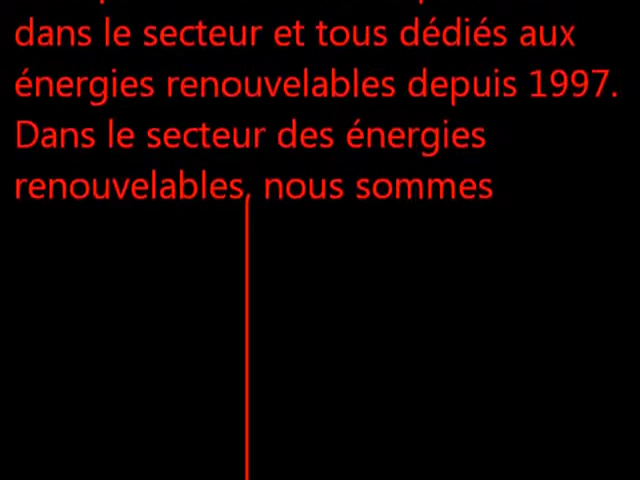 dans le secteur et tous dédiés aux
énergies renouvelables depuis 1997.
Dans le secteur des énergies
renouvelables, nous sommes